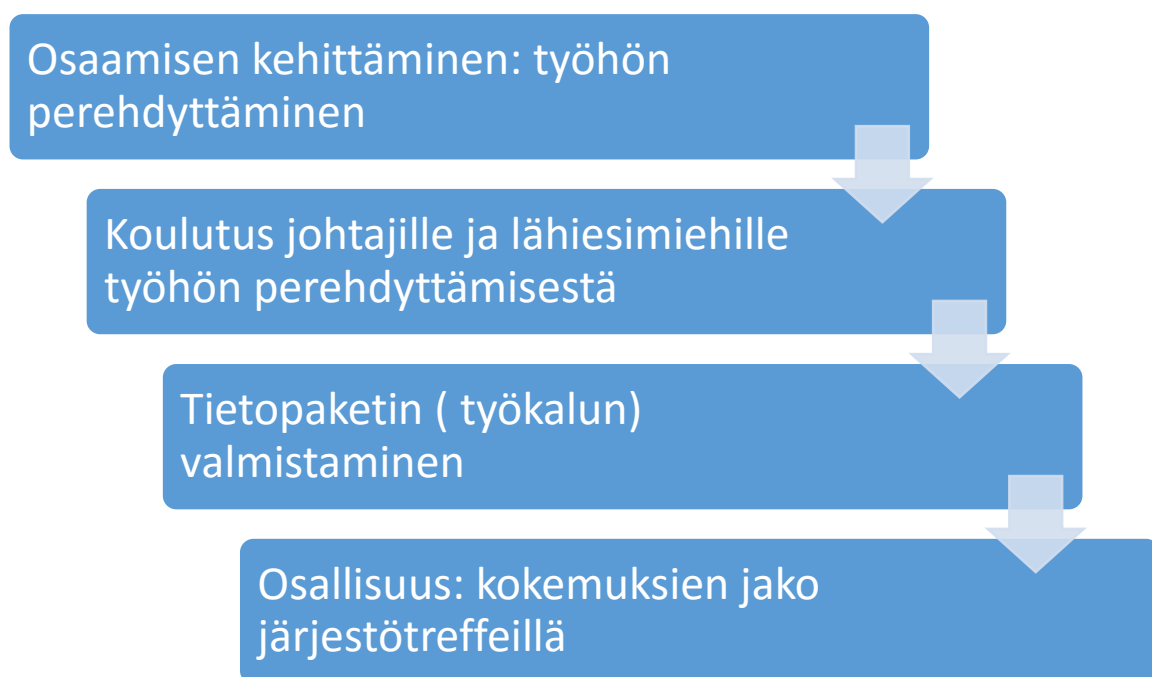 Osaamisen kehittäminen: työhön
perehdyttäminen
Koulutus johtajille ja lähiesimiehille
työhön perehdyttämisestä
Tietopaketin ( työkalun)
valmistaminen
Osallisuus: kokemuksien jako
järjestötreffeillä